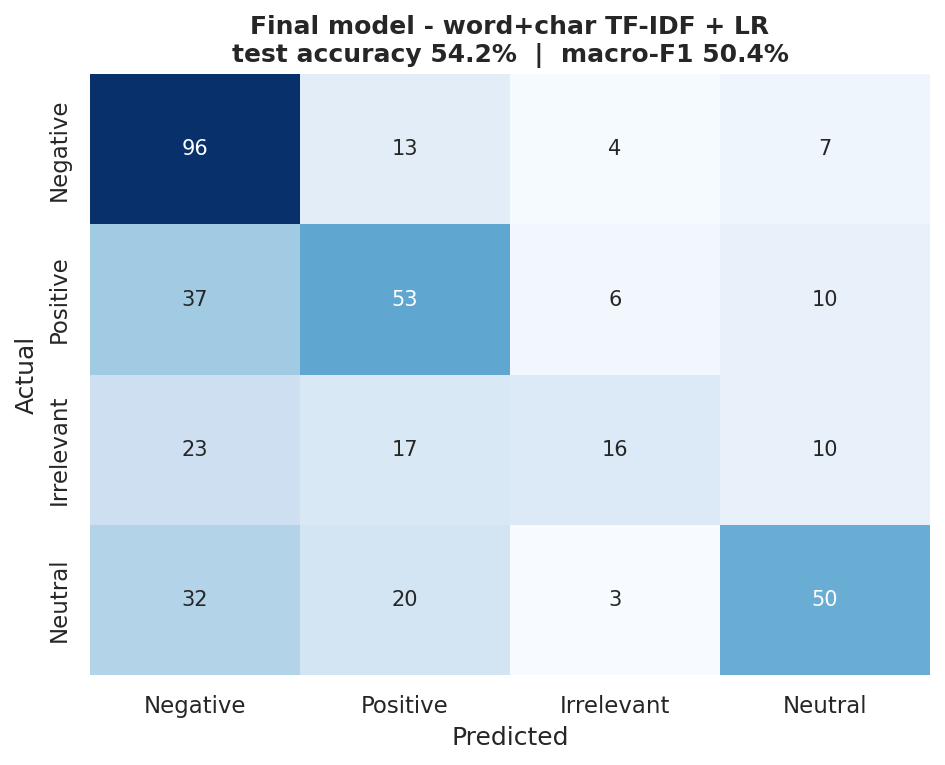 Final model - word+char TF-IDF + LR
test accuracy 54.2%  |  macro-F1 50.4%
Actual
Negative
96
13
4
7
Positive
37
53
6
10
Irrelevant
23
17
16
10
Neutral
32
20
3
50
Negative
Positive
Irrelevant
Neutral
Predicted